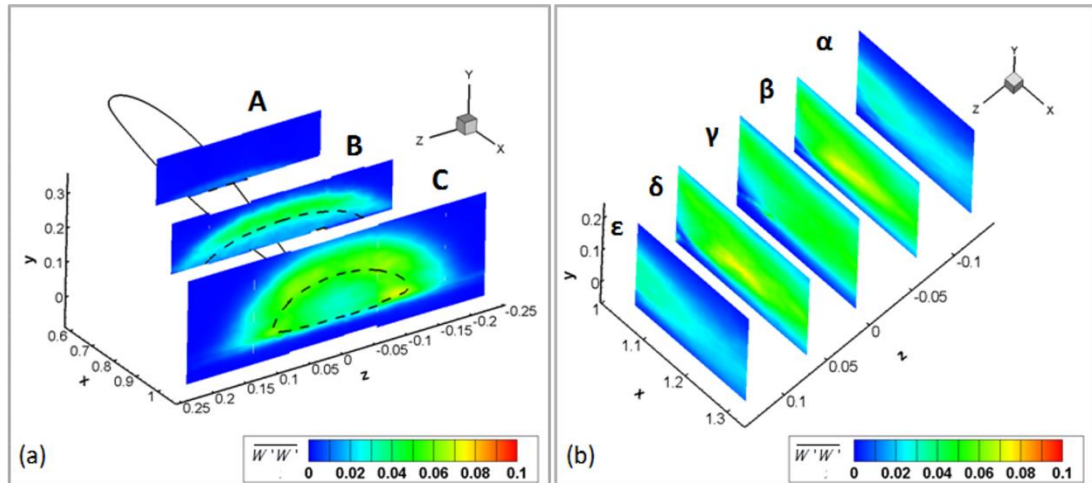 A
B
C
Y
Z
X
0.3
0.2
0.1
0
y
0.6
0.7
0.8
0.9
1
x
0.25
0.2
0.15
0.1
0.05
0
-0.05
-0.1
-0.15
-0.2
-0.25
z
(a)
W'W'
0 0.02 0.04 0.06 0.08 0.1
α
β
γ
δ
ε
Y
Z
X
0.2
0.1
0
y
1
1.1
1.2
1.3
x
0.1
0.05
0
-0.05
-0.1
z
(b)
W'W'
0 0.02 0.04 0.06 0.08 0.1